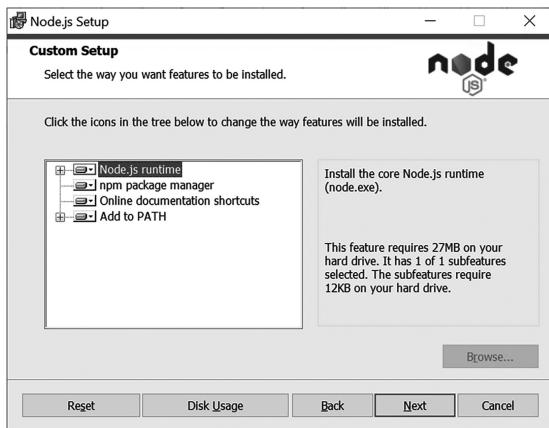 Node.js Setup
Custom Setup
Select the way you want features to be installed.
node
JS
Click the icons in the tree below to change the way features will be installed.
Node.js runtime
npm package manager
Online documentation shortcuts
Add to PATH
Install the core Node.js runtime
(node.exe).
This feature requires 27MB on your
hard drive. It has 1 of 1 subfeatures
selected. The subfeatures require
12KB on your hard drive.
Browse...
Reset
Disk Usage
Back
Next
Cancel